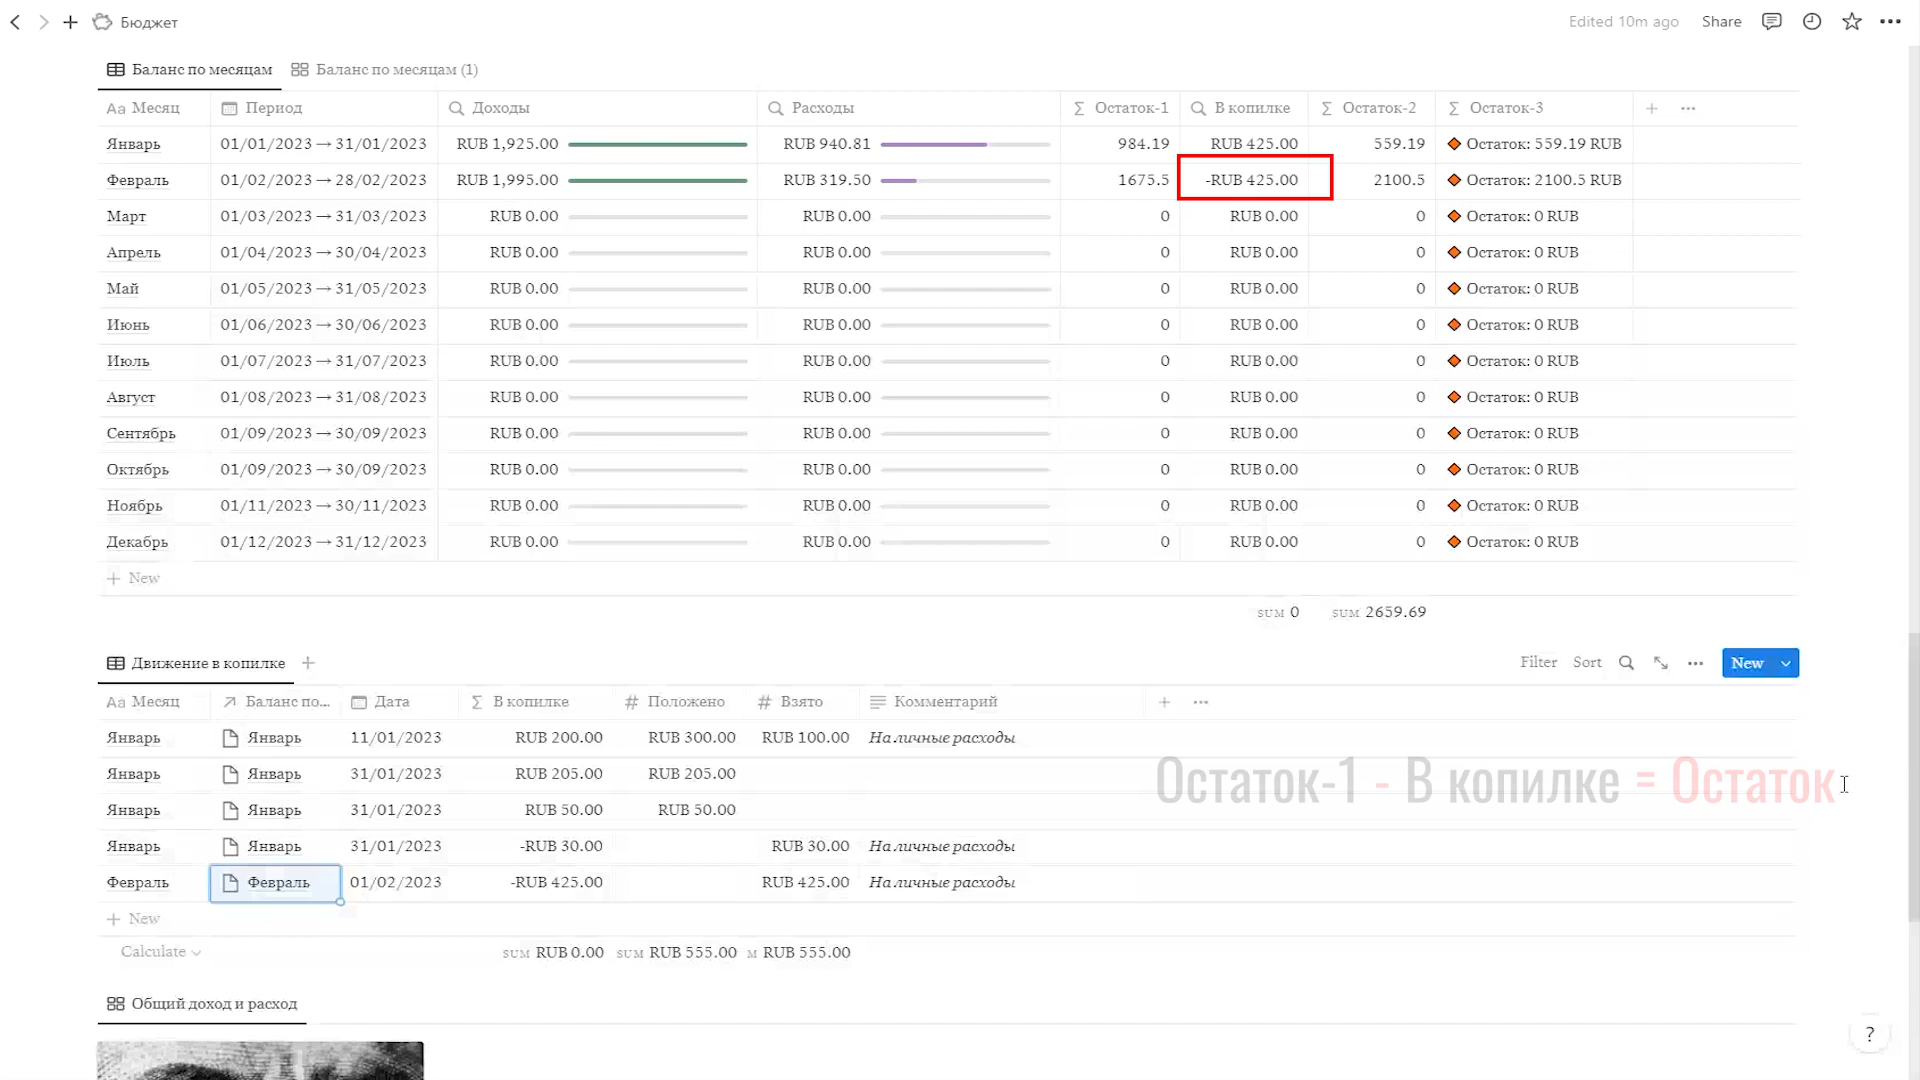 Бюджет
Edited 10m ago Share
Баланс по месяцам Баланс по месяцам (1)
Aa Месяц Период Доходы Расходы Σ Остаток-1 В копилке Σ Остаток-2 Σ Остаток-3
Январь 01/01/2023 → 31/01/2023 RUB 1,925.00 RUB 940.81 984.19 RUB 425.00 559.19 Остаток: 559.19 RUB
Февраль 01/02/2023 → 28/02/2023 RUB 1,995.00 RUB 319.50 1675.5 -RUB 425.00 2100.5 Остаток: 2100.5 RUB
Март 01/03/2023 → 31/03/2023 RUB 0.00 RUB 0.00 0 RUB 0.00 0 Остаток: 0 RUB
Апрель 01/04/2023 → 30/04/2023 RUB 0.00 RUB 0.00 0 RUB 0.00 0 Остаток: 0 RUB
Май 01/05/2023 → 31/05/2023 RUB 0.00 RUB 0.00 0 RUB 0.00 0 Остаток: 0 RUB
Июнь 01/06/2023 → 30/06/2023 RUB 0.00 RUB 0.00 0 RUB 0.00 0 Остаток: 0 RUB
Июль 01/07/2023 → 31/07/2023 RUB 0.00 RUB 0.00 0 RUB 0.00 0 Остаток: 0 RUB
Август 01/08/2023 → 31/08/2023 RUB 0.00 RUB 0.00 0 RUB 0.00 0 Остаток: 0 RUB
Сентябрь 01/09/2023 → 30/09/2023 RUB 0.00 RUB 0.00 0 RUB 0.00 0 Остаток: 0 RUB
Октябрь 01/09/2023 → 30/09/2023 RUB 0.00 RUB 0.00 0 RUB 0.00 0 Остаток: 0 RUB
Ноябрь 01/11/2023 → 30/11/2023 RUB 0.00 RUB 0.00 0 RUB 0.00 0 Остаток: 0 RUB
Декабрь 01/12/2023 → 31/12/2023 RUB 0.00 RUB 0.00 0 RUB 0.00 0 Остаток: 0 RUB
+ New
SUM 0 SUM 2659.69
Движение в копилке + Filter Sort New
Aa Месяц Баланс по... Дата Σ В копилке # Положено # Взято Комментарий
Январь Январь 11/01/2023 RUB 200.00 RUB 300.00 RUB 100.00 Наличные расходы
Январь Январь 31/01/2023 RUB 205.00 RUB 205.00
Остаток-1 - В копилке = Остаток
Январь Январь 31/01/2023 RUB 50.00 RUB 50.00
Январь Январь 31/01/2023 -RUB 30.00 RUB 30.00 Наличные расходы
Февраль Февраль 01/02/2023 -RUB 425.00 RUB 425.00 Наличные расходы
+ New
Calculate SUM RUB 0.00 SUM RUB 555.00 M RUB 555.00
Общий доход и расход
?